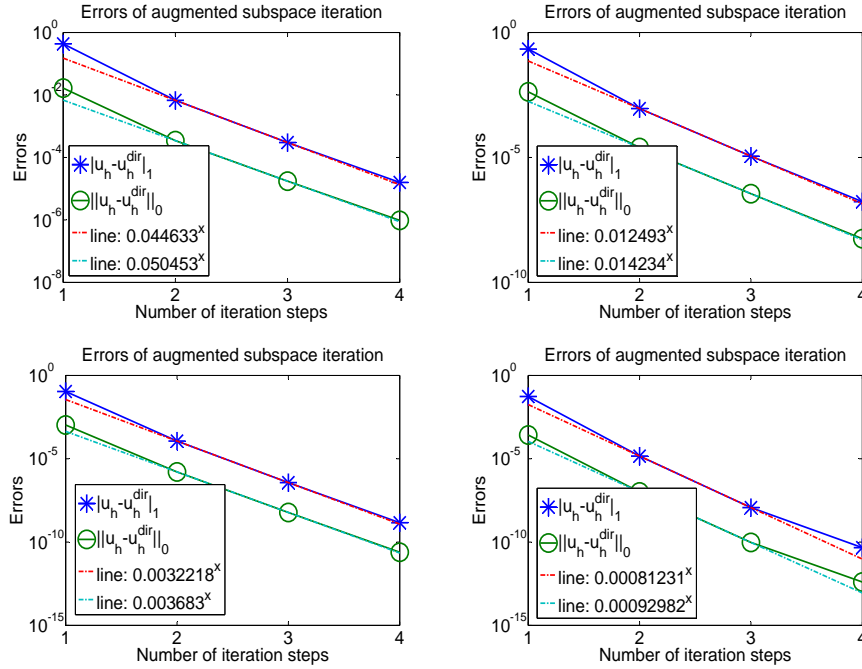 Errors of augmented subspace iteration
10^0
10^-2
10^-4
10^-6
10^-8
Errors
|u_h-u_h^dir|_1
||u_h-u_h^dir||_0
line: 0.044633^x
line: 0.050453^x
1 2 3 4
Number of iteration steps
Errors of augmented subspace iteration
10^0
10^-5
10^-10
Errors
|u_h-u_h^dir|_1
||u_h-u_h^dir||_0
line: 0.012493^x
line: 0.014234^x
1 2 3 4
Number of iteration steps
Errors of augmented subspace iteration
10^0
10^-5
10^-10
10^-15
Errors
|u_h-u_h^dir|_1
||u_h-u_h^dir||_0
line: 0.0032218^x
line: 0.003683^x
1 2 3 4
Number of iteration steps
Errors of augmented subspace iteration
10^0
10^-5
10^-10
10^-15
Errors
|u_h-u_h^dir|_1
||u_h-u_h^dir||_0
line: 0.00081231^x
line: 0.00092982^x
1 2 3 4
Number of iteration steps